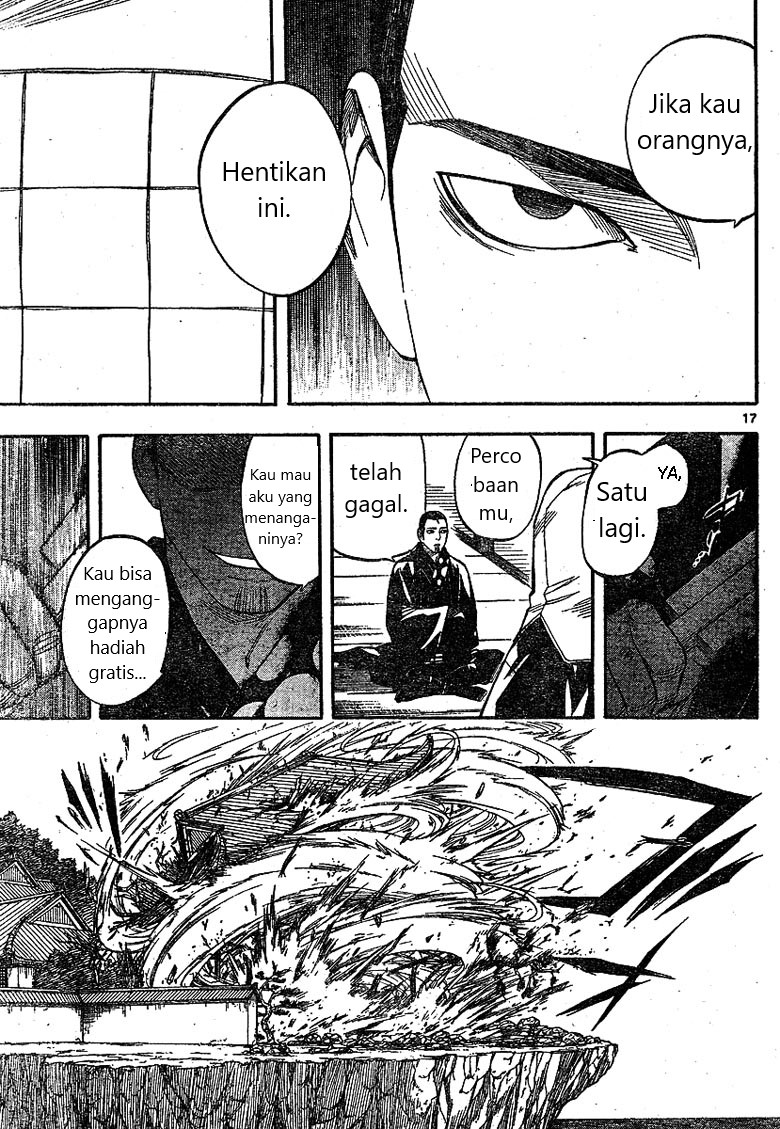 Jika kau
orangnya,
Hentikan
ini.
17
YA,
Satu
lagi.
Perco
baan
mu,
telah
gagal.
Kau mau
aku yang
menanga-
ninya?
Kau bisa
mengang-
gapnya
hadiah
gratis...